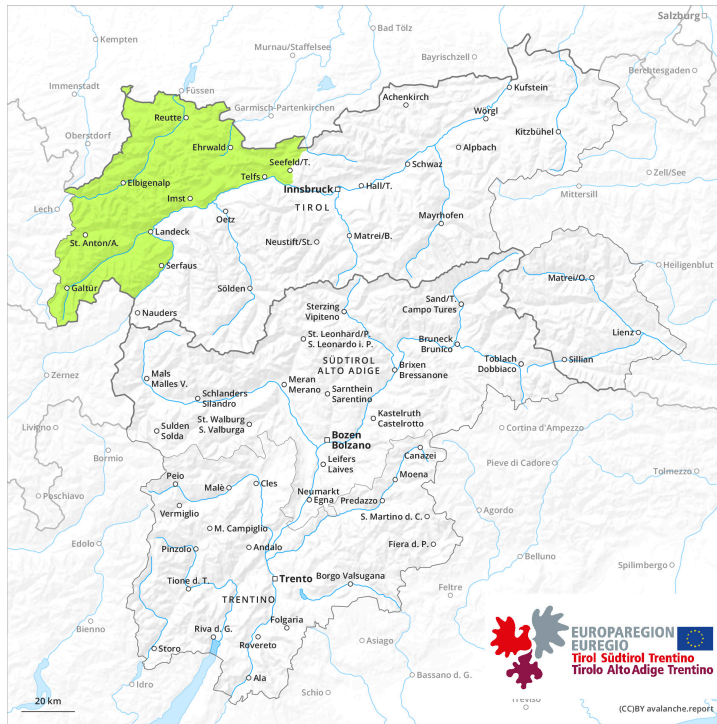 Salzburg
Kempten
Bad Tölz
Murnau/Staffelsee
Bayrischzell
Berchtesgaden
Immenstadt
Füssen
Achenkirch
Kufstein
Garmisch-Partenkirchen
Reutte
Wörgl
Oberstdorf
Kitzbühel
Ehrwald
Alpbach
Seefeld/T.
Schwaz
Zell/See
Telfs
Elbigenalp
Innsbruck
Hall/T.
Mittersill
Imst
TIROL
Lech
Oetz
Mayrhofen
Landeck
St. Anton/A.
Neustift/St.
Matrei/B.
Serfaus
Heiligenblut
Matrei/O.
Galtür
Sölden
Sand/T.
Campo Tures
Nauders
Sterzing
Vipiteno
Lienz
St. Leonhard/P.
S. Leonardo i. P.
Bruneck
Brunico
Sillian
Toblach
Dobbiaco
SÜDTIROL
ALTO ADIGE
Brixen
Bressanone
Zernez
Mals
Malles V.
Meran
Merano
Sarnthein
Sarentino
Schlanders
Silandro
Kastelruth
Castelrotto
St. Walburg
S. Valburga
Livigno
Sulden
Solda
Cortina d'Ampezzo
Bozen
Bolzano
Canazei
Bormio
Leifers
Laives
Pieve di Cadore
Tolmezzo
Moena
Peio
Cles
Malè
Neumarkt
Egna
Predazzo
Poschiavo
Vermiglio
Agordo
S. Martino d. C.
M. Campiglio
Edolo
Pinzolo
Andalo
Fiera d. P.
Belluno
Spilimbergo
Tione d. T.
Trento
Borgo Valsugana
Feltre
TRENTINO
Bienno
Riva d. G.
Folgaria
Rovereto
Asiago
Storo
Ala
Bassano d. G.
Idro
Schio
Treviso
EUROPAREGION
EUREGIO
Tirol Südtirol Trentino
Tirolo Alto Adige Trentino
20 km
(CC)BY avalanche.report